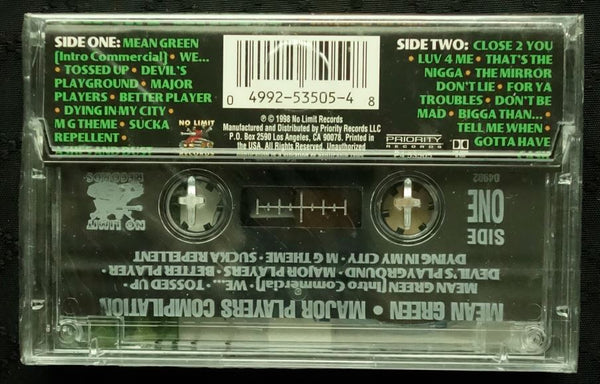 SIDE ONE: MEAN GREEN
[Intro Commercial] • WE...
• TOSSED UP • DEVIL'S
PLAYGROUND • MAJOR
PLAYERS • BETTER PLAYER
• DYING IN MY CITY •
M G THEME • SUCKA
REPELLENT
NO LIMIT
RECORDS
0 4992-53505-4 8
℗ © 1998 No Limit Records
Manufactured and Distributed by Priority Records LLC
P.O. Box 2590 Los Angeles, CA 90078. Printed in
the USA. All Rights Reserved. Unauthorized
SIDE TWO: CLOSE 2 YOU
• LUV 4 ME • THAT'S THE
NIGGA • THE MIRROR
DON'T LIE • FOR YA
TROUBLES • DON'T BE
MAD • BIGGA THAN...
TELL ME WHEN •
GOTTA HAVE
PRIORITY
RECORDS
MEAN GREEN • MAJOR PLAYERS COMPILATION
MEAN GREEN [Intro Commercial] • WE... • TOSSED UP •
DEVIL'S PLAYGROUND • MAJOR PLAYERS • BETTER PLAYER •
DYING IN MY CITY • M G THEME • SUCKA REPELLENT
SIDE
ONE
NO LIMIT
RECORDS